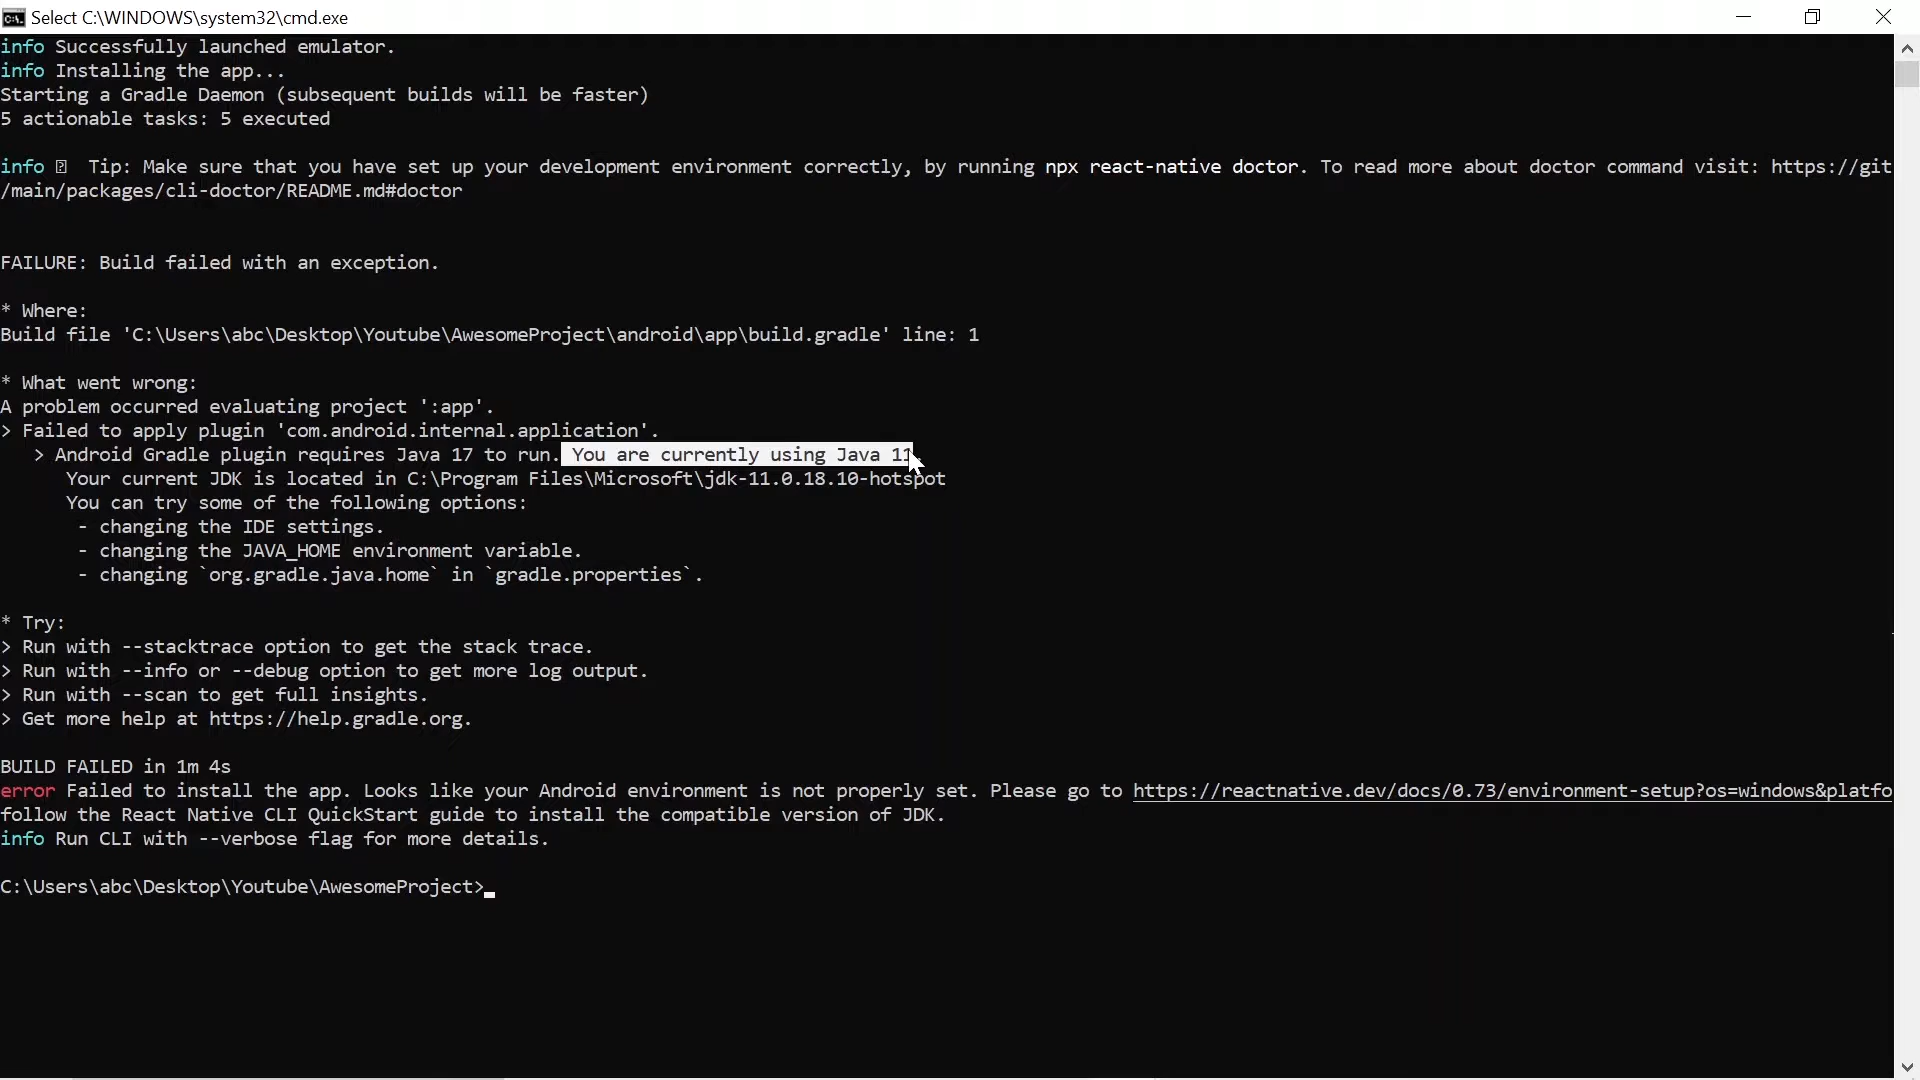 Select C:\WINDOWS\system32\cmd.exe
info Successfully launched emulator.
info Installing the app...
Starting a Gradle Daemon (subsequent builds will be faster)
5 actionable tasks: 5 executed
info Tip: Make sure that you have set up your development environment correctly, by running npx react-native doctor. To read more about doctor command visit: https://git
/main/packages/cli-doctor/README.md#doctor
FAILURE: Build failed with an exception.
* Where:
Build file 'C:\Users\abc\Desktop\Youtube\AwesomeProject\android\app\build.gradle' line: 1
* What went wrong:
A problem occurred evaluating project ':app'.
> Failed to apply plugin 'com.android.internal.application'.
> Android Gradle plugin requires Java 17 to run. You are currently using Java 11.
Your current JDK is located in C:\Program Files\Microsoft\jdk-11.0.18.10-hotspot
You can try some of the following options:
- changing the IDE settings.
- changing the JAVA_HOME environment variable.
- changing `org.gradle.java.home` in `gradle.properties`.
* Try:
> Run with --stacktrace option to get the stack trace.
> Run with --info or --debug option to get more log output.
> Run with --scan to get full insights.
> Get more help at https://help.gradle.org.
BUILD FAILED in 1m 4s
error Failed to install the app. Looks like your Android environment is not properly set. Please go to https://reactnative.dev/docs/0.73/environment-setup?os=windows&platfo
follow the React Native CLI QuickStart guide to install the compatible version of JDK.
info Run CLI with --verbose flag for more details.
C:\Users\abc\Desktop\Youtube\AwesomeProject>